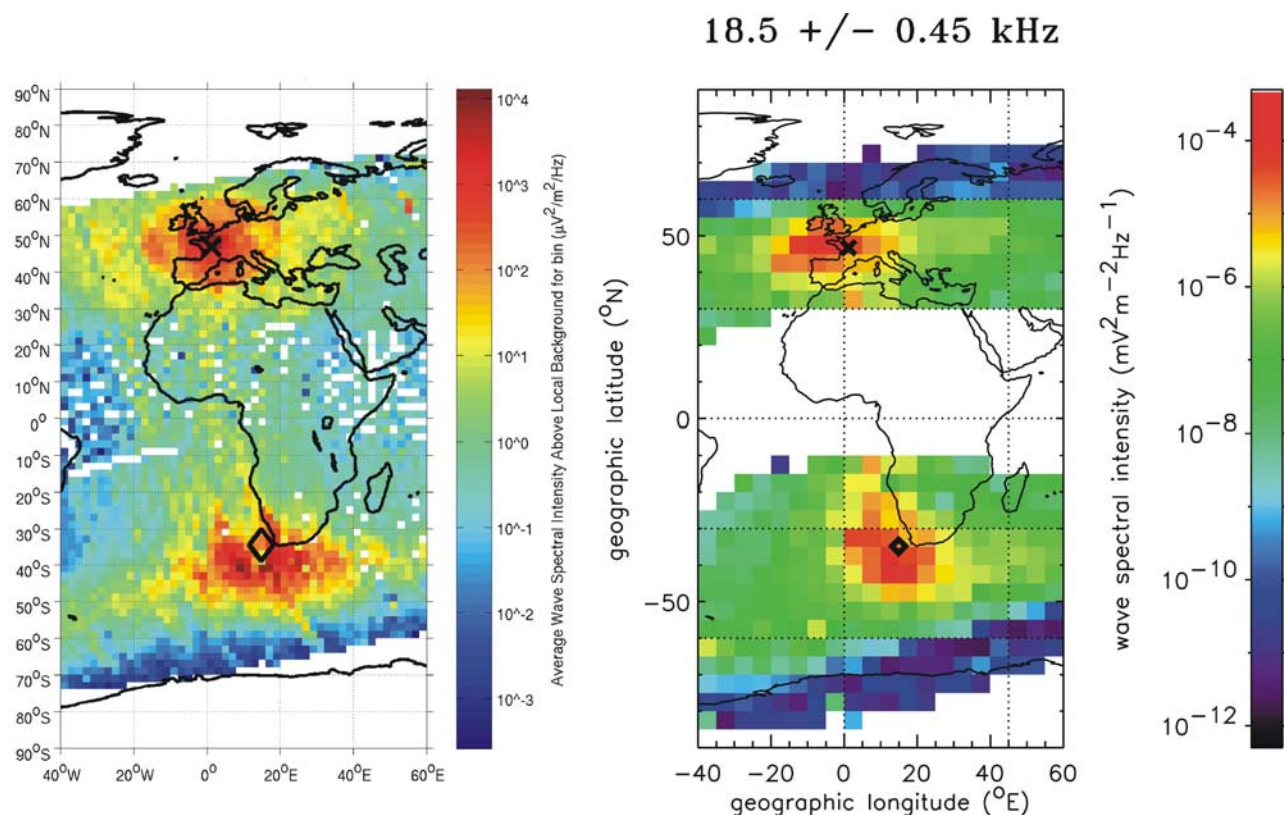 18.5 +/- 0.45 kHz
90°N
80°N
70°N
60°N
50°N
40°N
30°N
20°N
10°N
0°
10°S
20°S
30°S
40°S
50°S
60°S
70°S
80°S
90°S
40°W
20°W
0°
20°E
40°E
60°E
10^4
10^3
10^2
10^1
10^0
10^-1
10^-2
10^-3
Average Wave Spectral Intensity Above Local Background for bin (μV²/m²/Hz)
geographic latitude (°N)
50
0
−50
−40
−20
0
20
40
60
geographic longitude (°E)
wave spectral intensity (mV²m⁻²Hz⁻¹)
10^−4
10^−6
10^−8
10^−10
10^−12